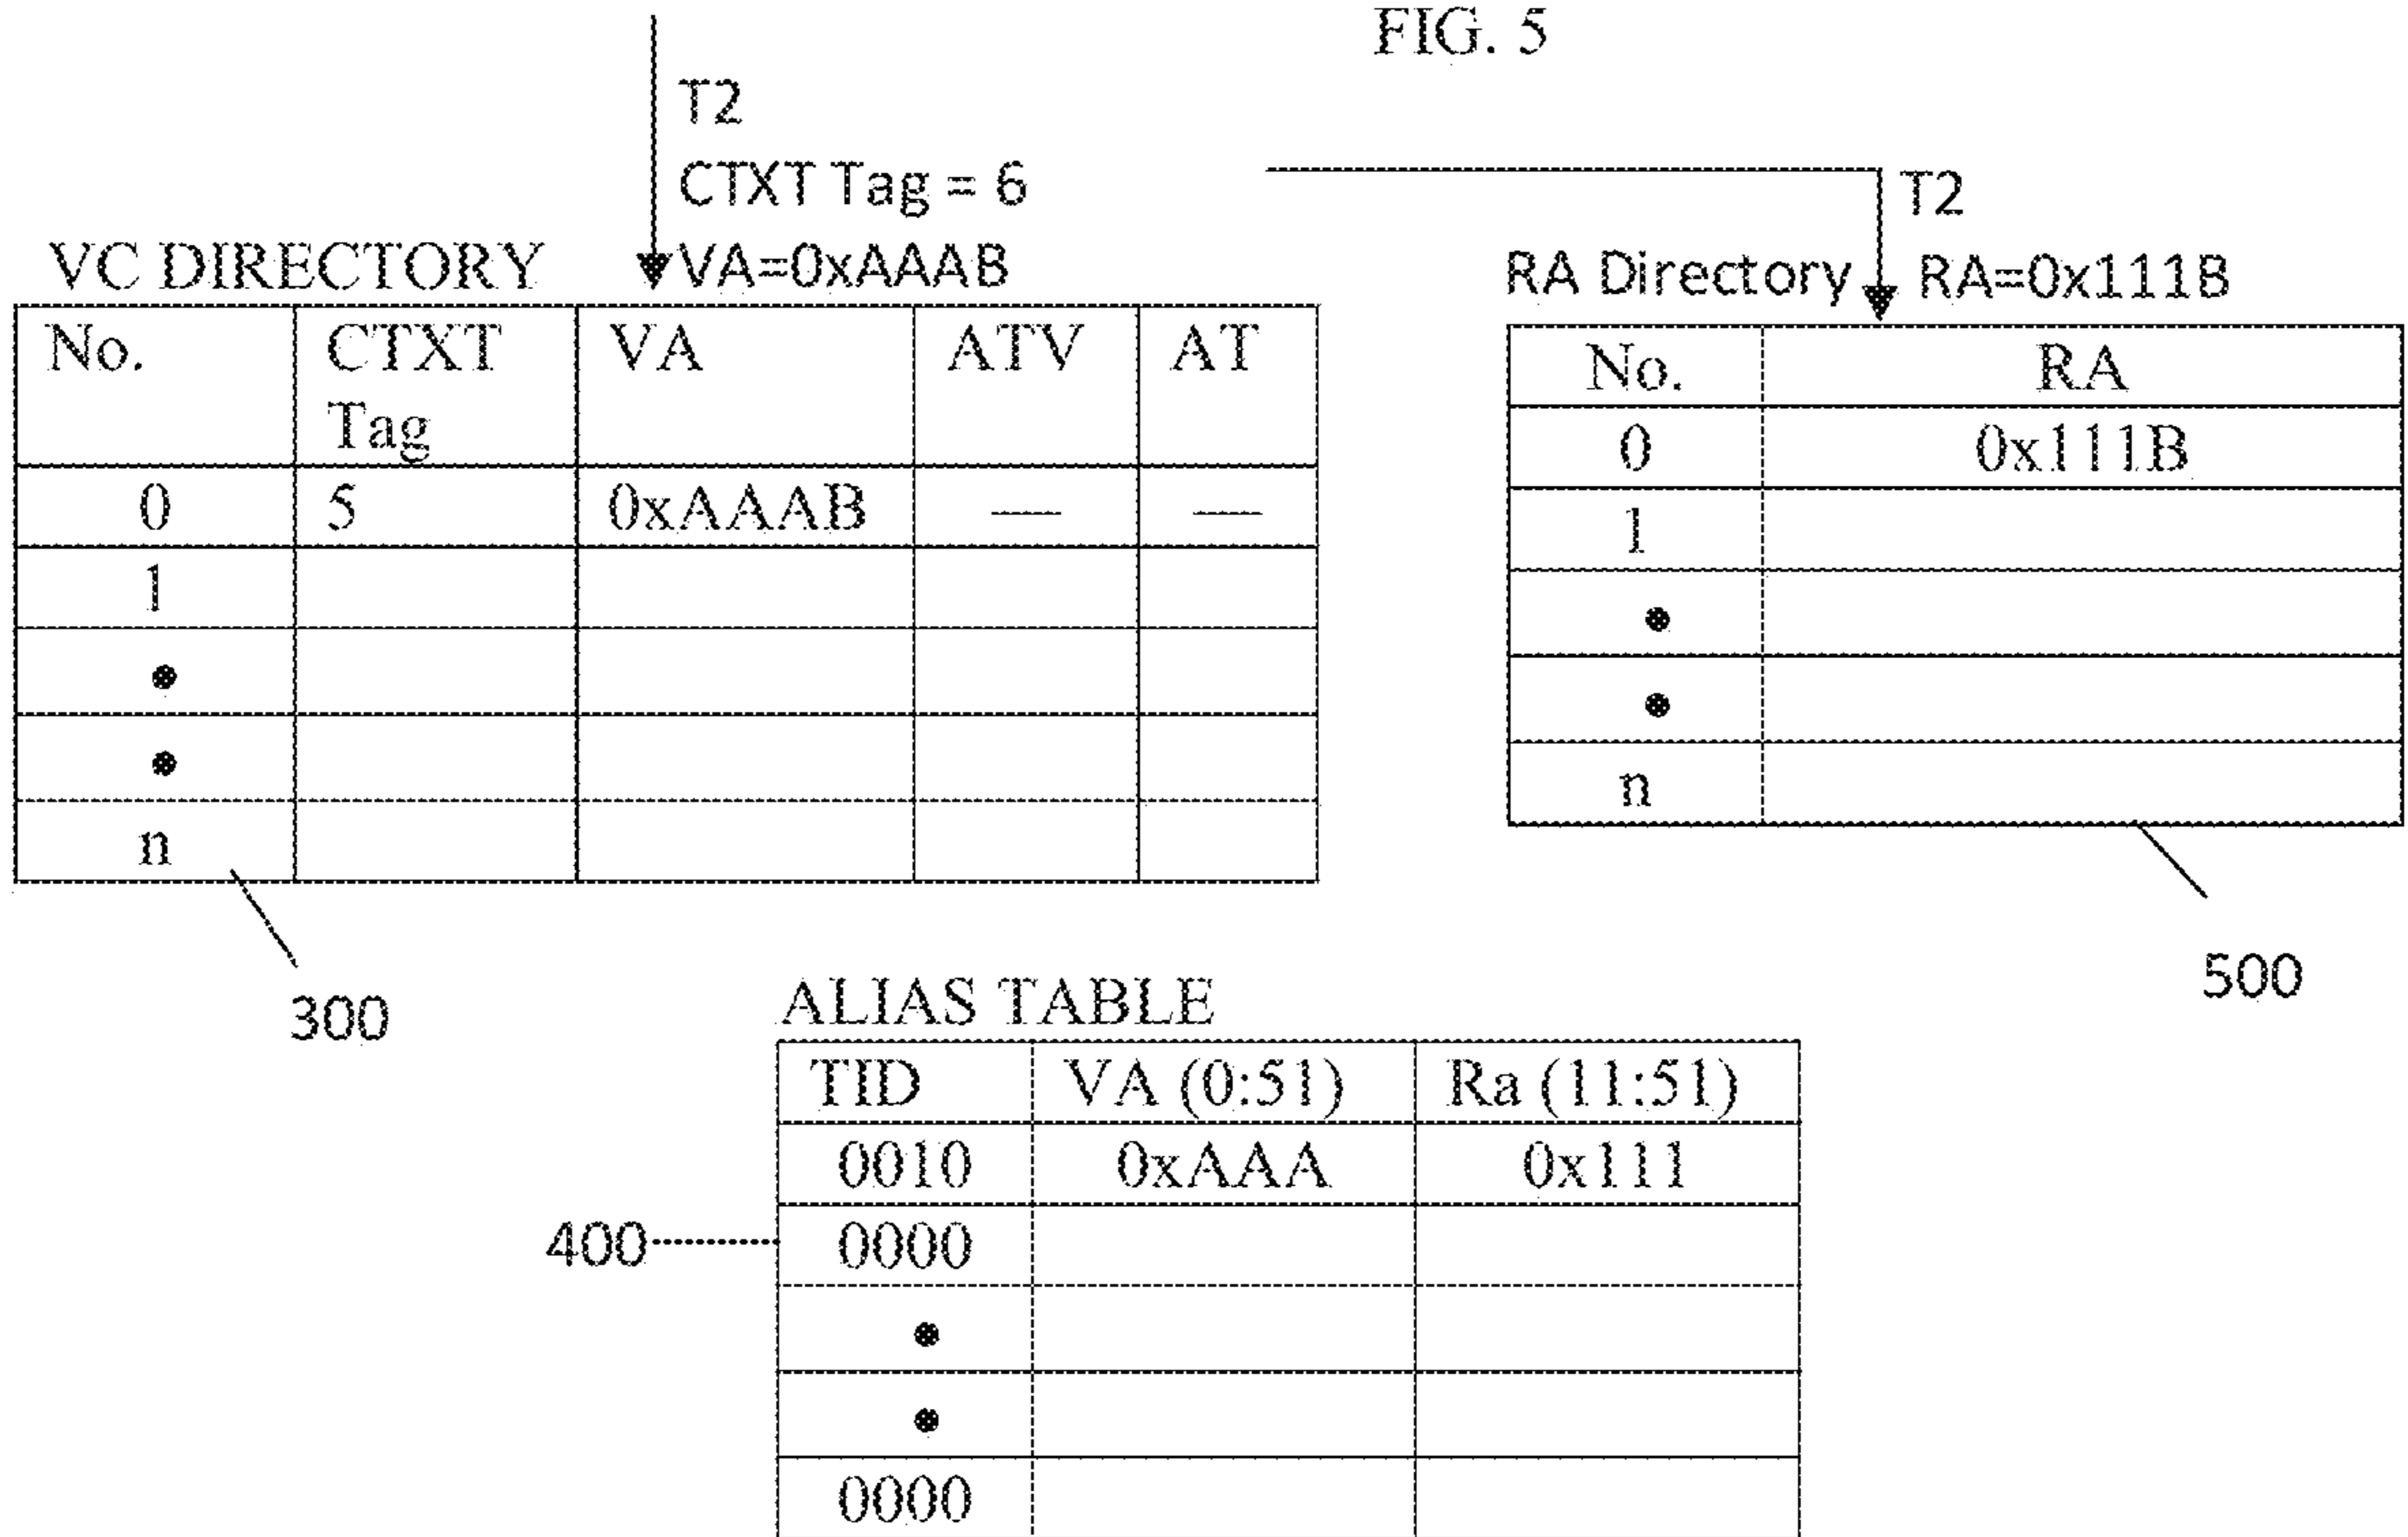 FIG. 5
T2
CTXT Tag = 6
VA=0xAAAB
T2
RA=0x111B
VC DIRECTORY
No. CTXT Tag VA ATV AT
0 5 0xAAAB — —
1
•
•
n
300
RA Directory
No. RA
0 0x111B
1
•
•
n
500
ALIAS TABLE
TID VA (0:51) Ra (11:51)
0010 0xAAA 0x111
0000
•
•
0000
400